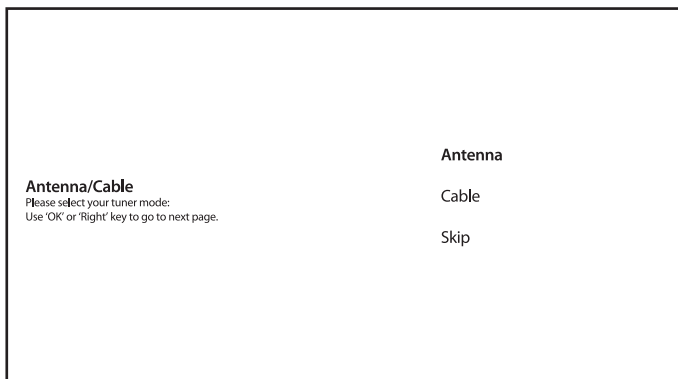 Antenna/Cable
Please select your tuner mode:
Use 'OK' or 'Right' key to go to next page.
Antenna
Cable
Skip